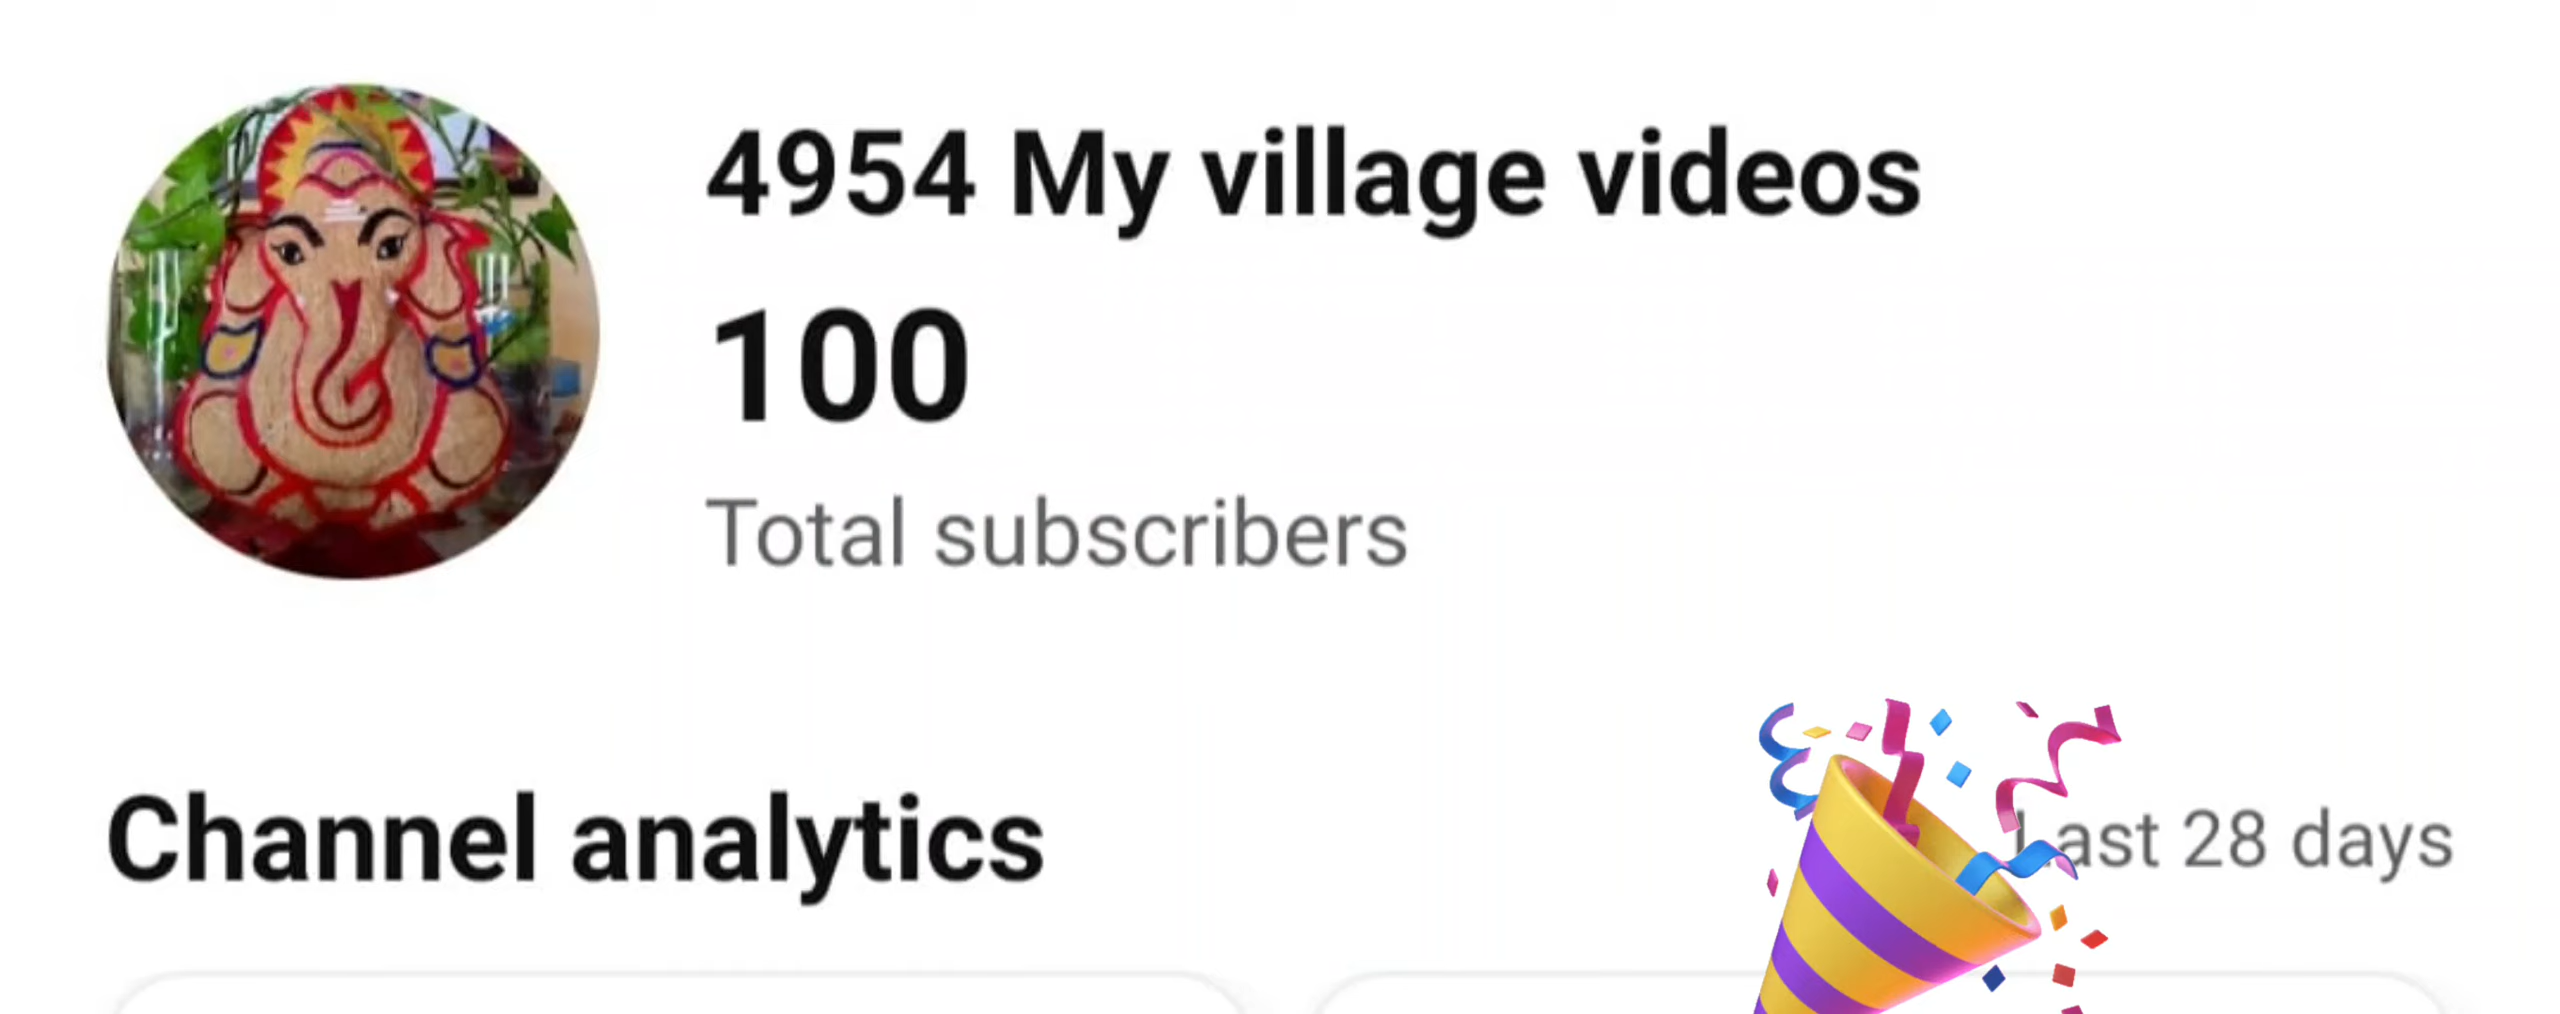 4954 My village videos
100
Total subscribers
Channel analytics
Last 28 days